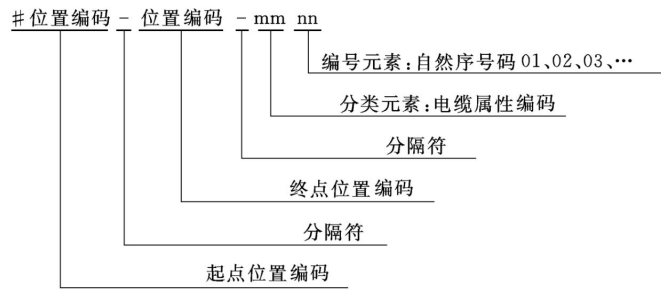 #位置编码-位置编码-mm nn
编号元素:自然序号码01、02、03、…
分类元素:电缆属性编码
分隔符
终点位置编码
分隔符
起点位置编码